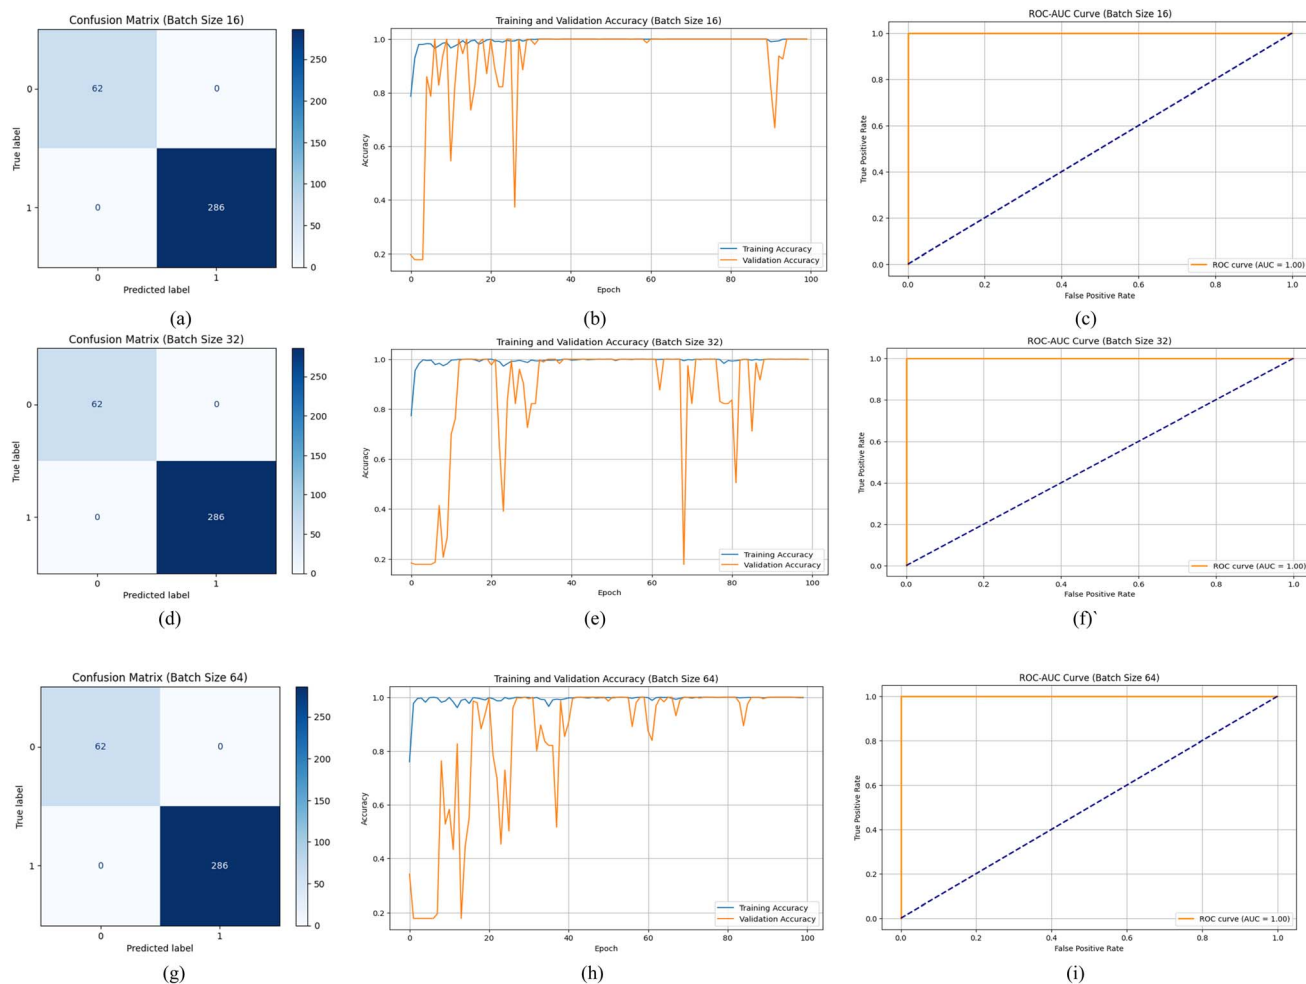 Confusion Matrix (Batch Size 16)
Training and Validation Accuracy (Batch Size 16)
ROC-AUC Curve (Batch Size 16)
True label
0
1
62
0
0
286
0
1
Predicted label
250
200
150
100
50
0
Accuracy
1.0
0.8
0.6
0.4
0.2
0
20
40
60
80
100
Epoch
Training Accuracy
Validation Accuracy
True Positive Rate
1.0
0.8
0.6
0.4
0.2
0.0
0.0
0.2
0.4
0.6
0.8
1.0
False Positive Rate
ROC curve (AUC = 1.00)
(a)
(b)
(c)
Confusion Matrix (Batch Size 32)
Training and Validation Accuracy (Batch Size 32)
ROC-AUC Curve (Batch Size 32)
True label
0
1
62
0
0
286
0
1
Predicted label
250
200
150
100
50
0
Accuracy
1.0
0.8
0.6
0.4
0.2
0
20
40
60
80
100
Epoch
Training Accuracy
Validation Accuracy
True Positive Rate
1.0
0.8
0.6
0.4
0.2
0.0
0.0
0.2
0.4
0.6
0.8
1.0
False Positive Rate
ROC curve (AUC = 1.00)
(d)
(e)
(f)`
Confusion Matrix (Batch Size 64)
Training and Validation Accuracy (Batch Size 64)
ROC-AUC Curve (Batch Size 64)
True label
0
1
62
0
0
286
0
1
Predicted label
250
200
150
100
50
0
Accuracy
1.0
0.8
0.6
0.4
0.2
0
20
40
60
80
100
Epoch
Training Accuracy
Validation Accuracy
True Positive Rate
1.0
0.8
0.6
0.4
0.2
0.0
0.0
0.2
0.4
0.6
0.8
1.0
False Positive Rate
ROC curve (AUC = 1.00)
(g)
(h)
(i)